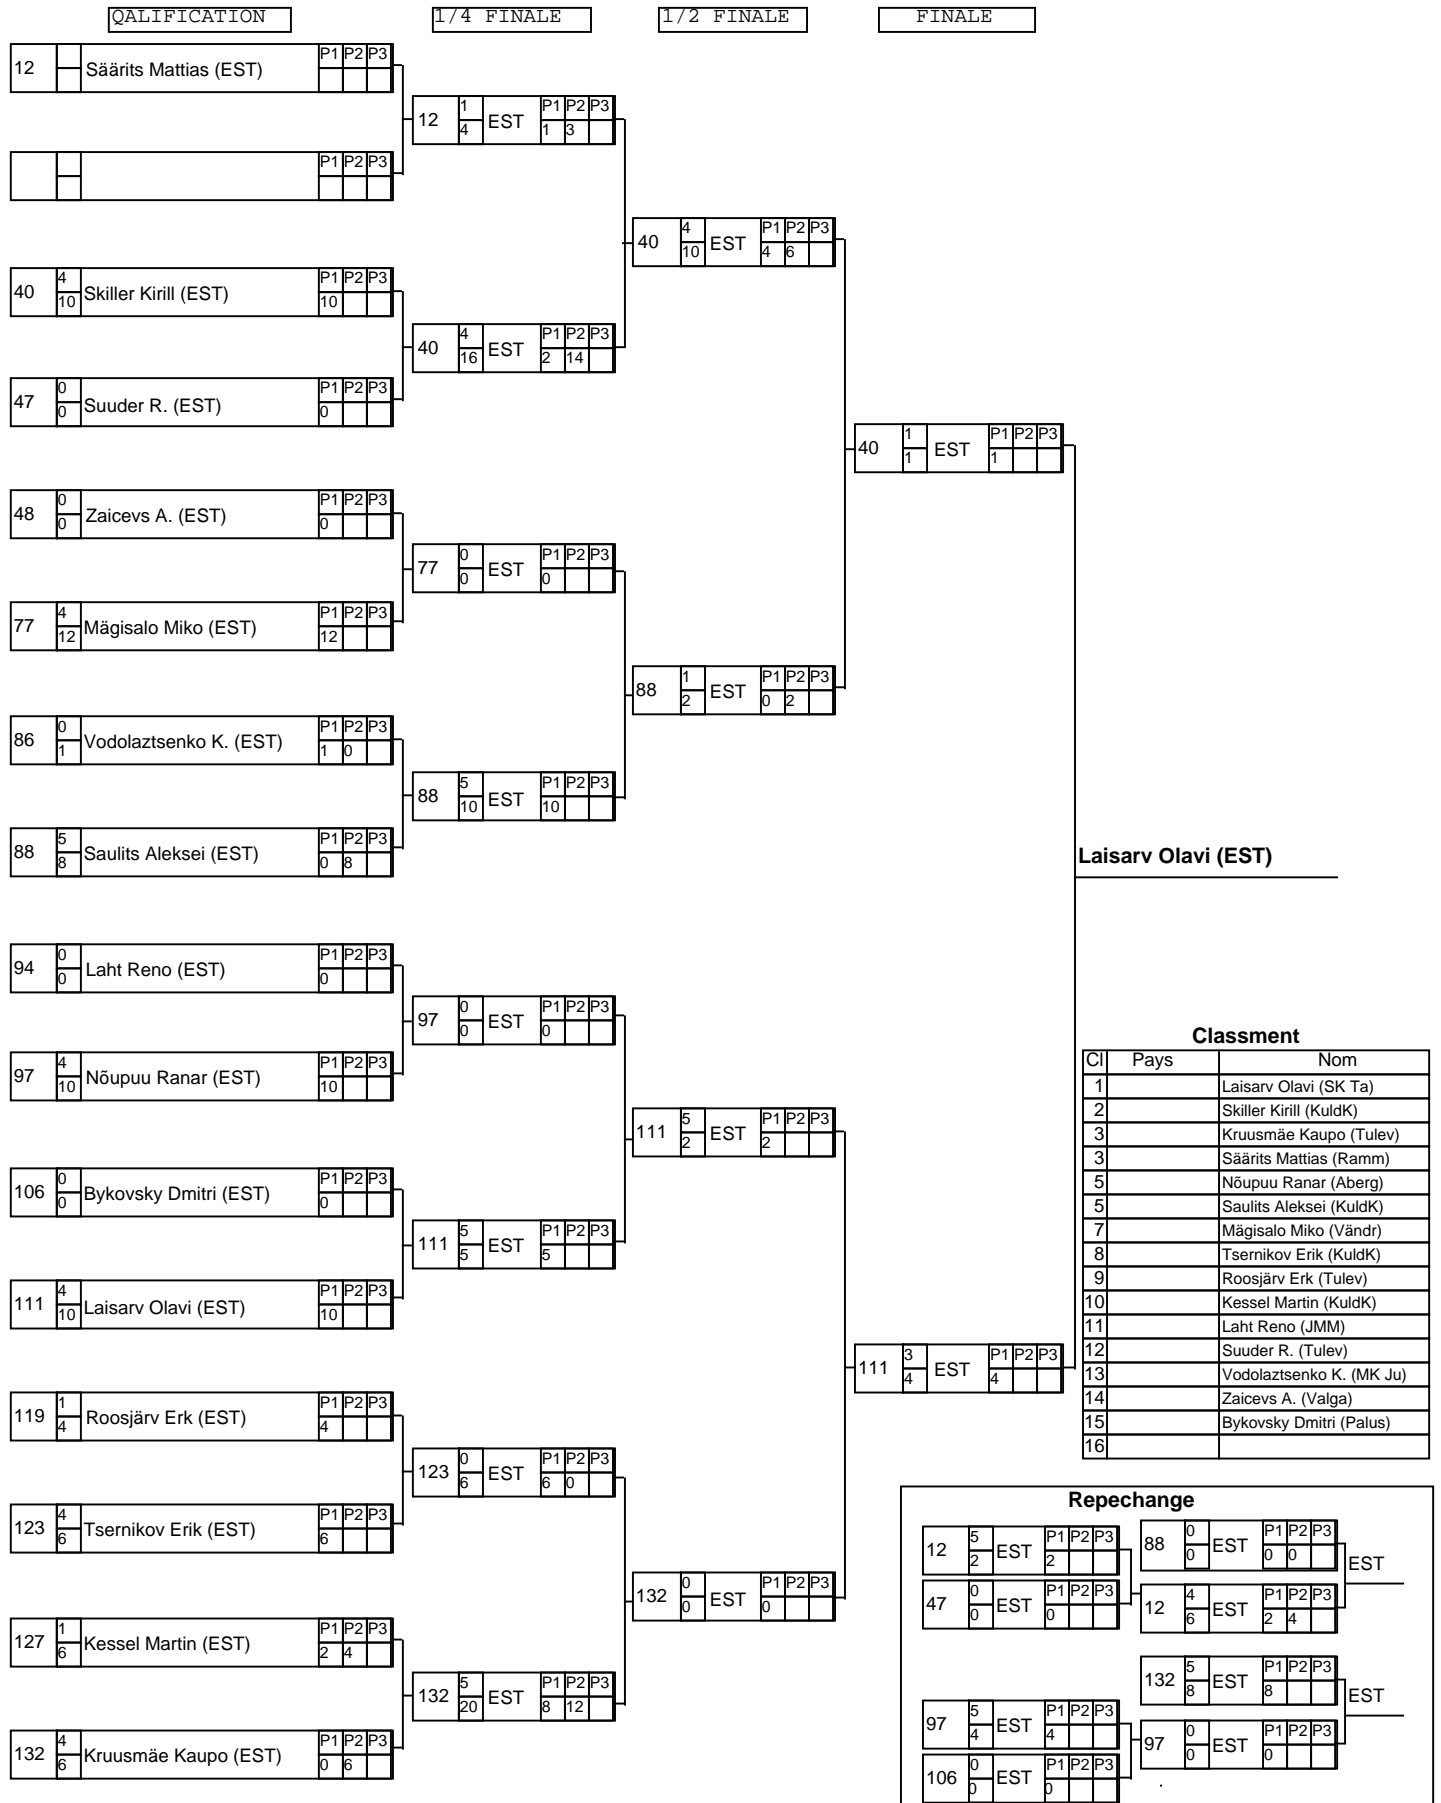 QALIFICATION 1/4 FINALE 1/2 FINALE FINALE
12 Säärits Mattias (EST) P1 P2 P3
P1 P2 P3
40 4 10 Skiller Kirill (EST) P1 P2 P3 10
47 0 0 Suuder R. (EST) P1 P2 P3 0
48 0 0 Zaicevs A. (EST) P1 P2 P3 0
77 4 12 Mägisalo Miko (EST) P1 P2 P3 12
86 0 1 Vodolaztsenko K. (EST) P1 P2 P3 1 0
88 5 8 Saulits Aleksei (EST) P1 P2 P3 0 8
94 0 0 Laht Reno (EST) P1 P2 P3 0
97 4 10 Nõupuu Ranar (EST) P1 P2 P3 10
106 0 0 Bykovsky Dmitri (EST) P1 P2 P3 0
111 4 10 Laisarv Olavi (EST) P1 P2 P3 10
119 1 4 Roosjärv Erk (EST) P1 P2 P3 4
123 4 6 Tsernikov Erik (EST) P1 P2 P3 6
127 1 6 Kessel Martin (EST) P1 P2 P3 2 4
132 4 6 Kruusmäe Kaupo (EST) P1 P2 P3 0 6
12 1 4 EST P1 P2 P3 1 3
40 4 16 EST P1 P2 P3 2 14
77 0 0 EST P1 P2 P3 0
88 5 10 EST P1 P2 P3 10
97 0 0 EST P1 P2 P3 0
111 5 5 EST P1 P2 P3 5
123 0 6 EST P1 P2 P3 6 0
132 5 20 EST P1 P2 P3 8 12
40 4 10 EST P1 P2 P3 4 6
88 1 2 EST P1 P2 P3 0 2
111 5 2 EST P1 P2 P3 2
132 0 0 EST P1 P2 P3 0
40 1 1 EST P1 P2 P3 1
111 3 4 EST P1 P2 P3 4
Laisarv Olavi (EST)
Classment
Cl Pays Nom
1 Laisarv Olavi (SK Ta)
2 Skiller Kirill (KuldK)
3 Kruusmäe Kaupo (Tulev)
3 Säärits Mattias (Ramm)
5 Nõupuu Ranar (Aberg)
5 Saulits Aleksei (KuldK)
7 Mägisalo Miko (Vändr)
8 Tsernikov Erik (KuldK)
9 Roosjärv Erk (Tulev)
10 Kessel Martin (KuldK)
11 Laht Reno (JMM)
12 Suuder R. (Tulev)
13 Vodolaztsenko K. (MK Ju)
14 Zaicevs A. (Valga)
15 Bykovsky Dmitri (Palus)
16
Repechange
12 5 2 EST P1 P2 P3 2
47 0 0 EST P1 P2 P3 0
88 0 0 EST P1 P2 P3 0 0
12 4 6 EST P1 P2 P3 2 4
EST
97 5 4 EST P1 P2 P3 4
106 0 0 EST P1 P2 P3 0
132 5 8 EST P1 P2 P3 8
97 0 0 EST P1 P2 P3 0
EST
.